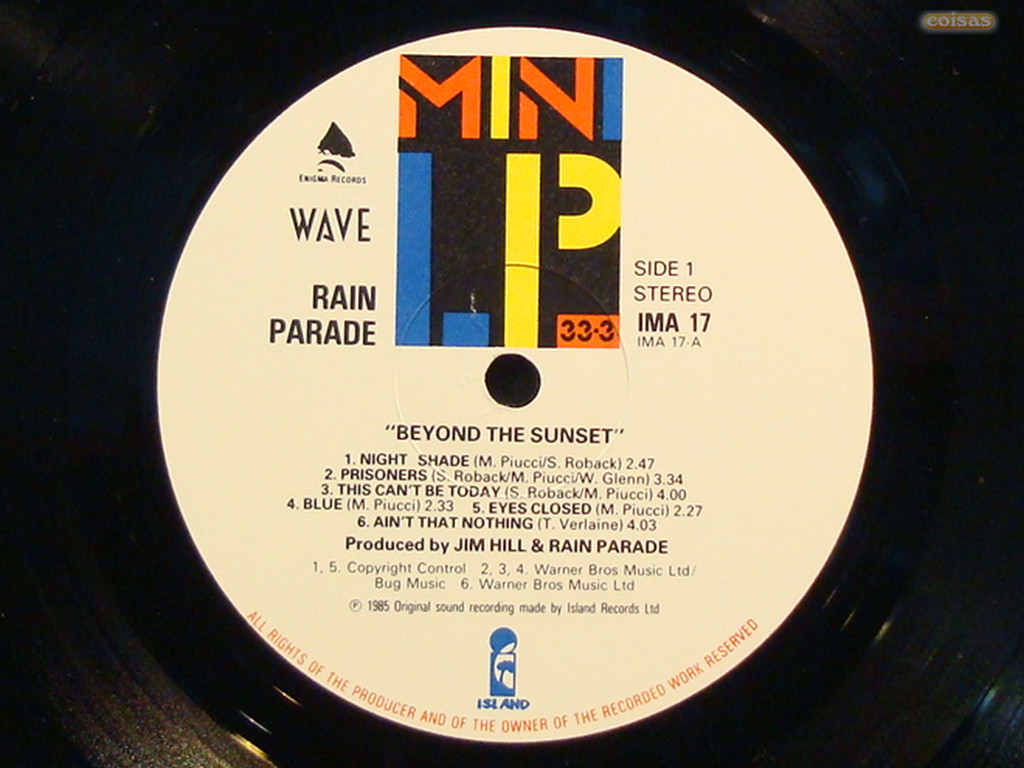 coisas
MINI
LP
33·3
ENIGMA RECORDS
WAVE
RAIN
PARADE
SIDE 1
STEREO
IMA 17
IMA 17-A
"BEYOND THE SUNSET"
1. NIGHT SHADE (M. Piucci/S. Roback) 2.47
2. PRISONERS (S. Roback/M. Piucci/W. Glenn) 3.34
3. THIS CAN'T BE TODAY (S. Roback/M. Piucci) 4.00
4. BLUE (M. Piucci) 2.33 5. EYES CLOSED (M. Piucci) 2.27
6. AIN'T THAT NOTHING (T. Verlaine) 4.03
Produced by JIM HILL & RAIN PARADE
1, 5. Copyright Control 2, 3, 4. Warner Bros Music Ltd/
Bug Music 6. Warner Bros Music Ltd
℗ 1985 Original sound recording made by Island Records Ltd
ISLAND
ALL RIGHTS OF THE PRODUCER AND OF THE OWNER OF THE RECORDED WORK RESERVED